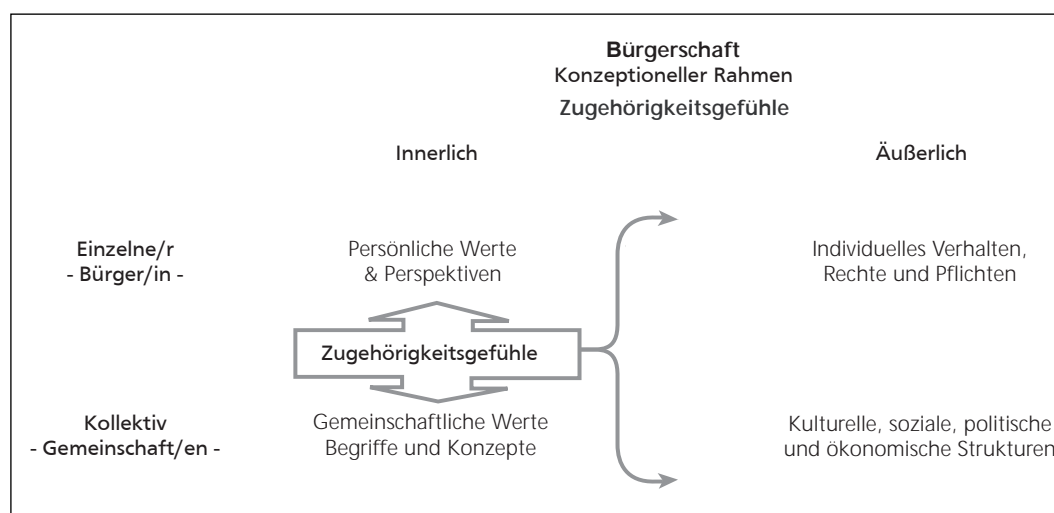 Bürgerschaft
Konzeptioneller Rahmen
Zugehörigkeitsgefühle
Innerlich
Äußerlich
Einzelne/r
- Bürger/in -
Persönliche Werte
& Perspektiven
Individuelles Verhalten,
Rechte und Pflichten
Zugehörigkeitsgefühle
Kollektiv
- Gemeinschaft/en -
Gemeinschaftliche Werte
Begriffe und Konzepte
Kulturelle, soziale, politische
und ökonomische Strukturen